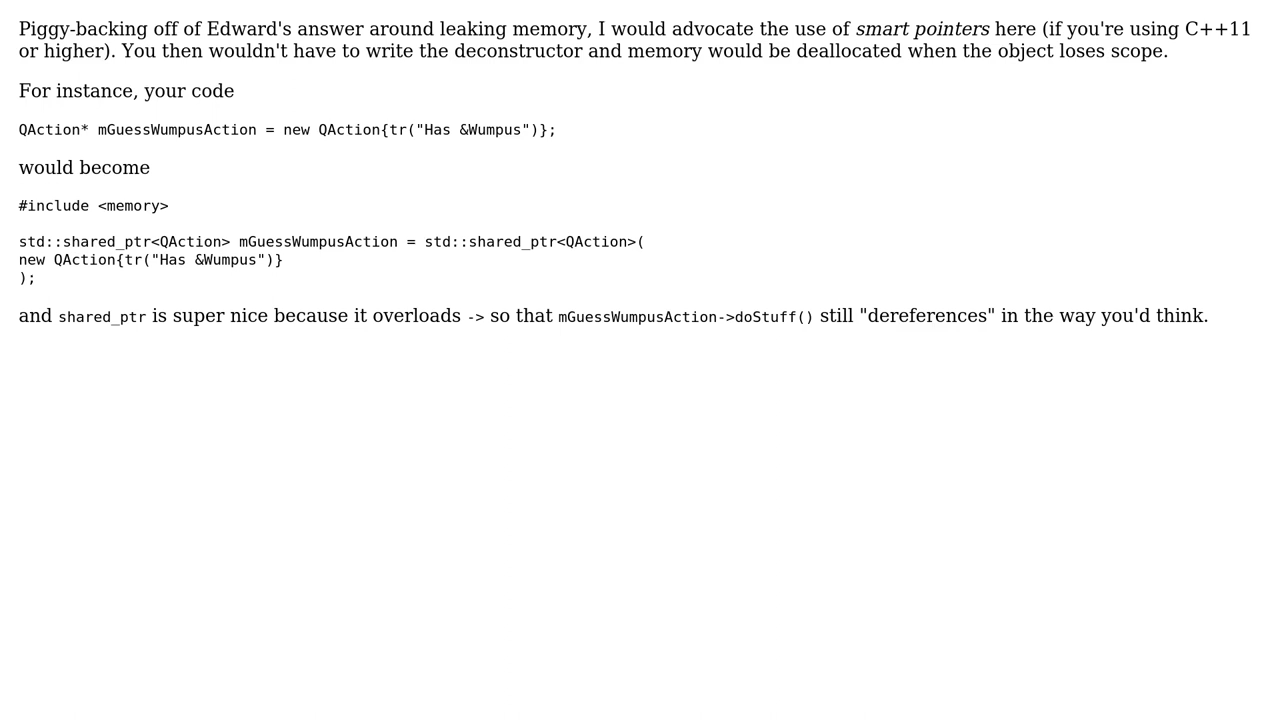 Piggy-backing off of Edward's answer around leaking memory, I would advocate the use of smart pointers here (if you're using C++11
or higher). You then wouldn't have to write the deconstructor and memory would be deallocated when the object loses scope.
For instance, your code
QAction* mGuessWumpusAction = new QAction{tr("Has &Wumpus")};
would become
#include <memory>
std::shared_ptr<QAction> mGuessWumpusAction = std::shared_ptr<QAction>(
new QAction{tr("Has &Wumpus")}
);
and shared_ptr is super nice because it overloads -> so that mGuessWumpusAction->doStuff() still "dereferences" in the way you'd think.